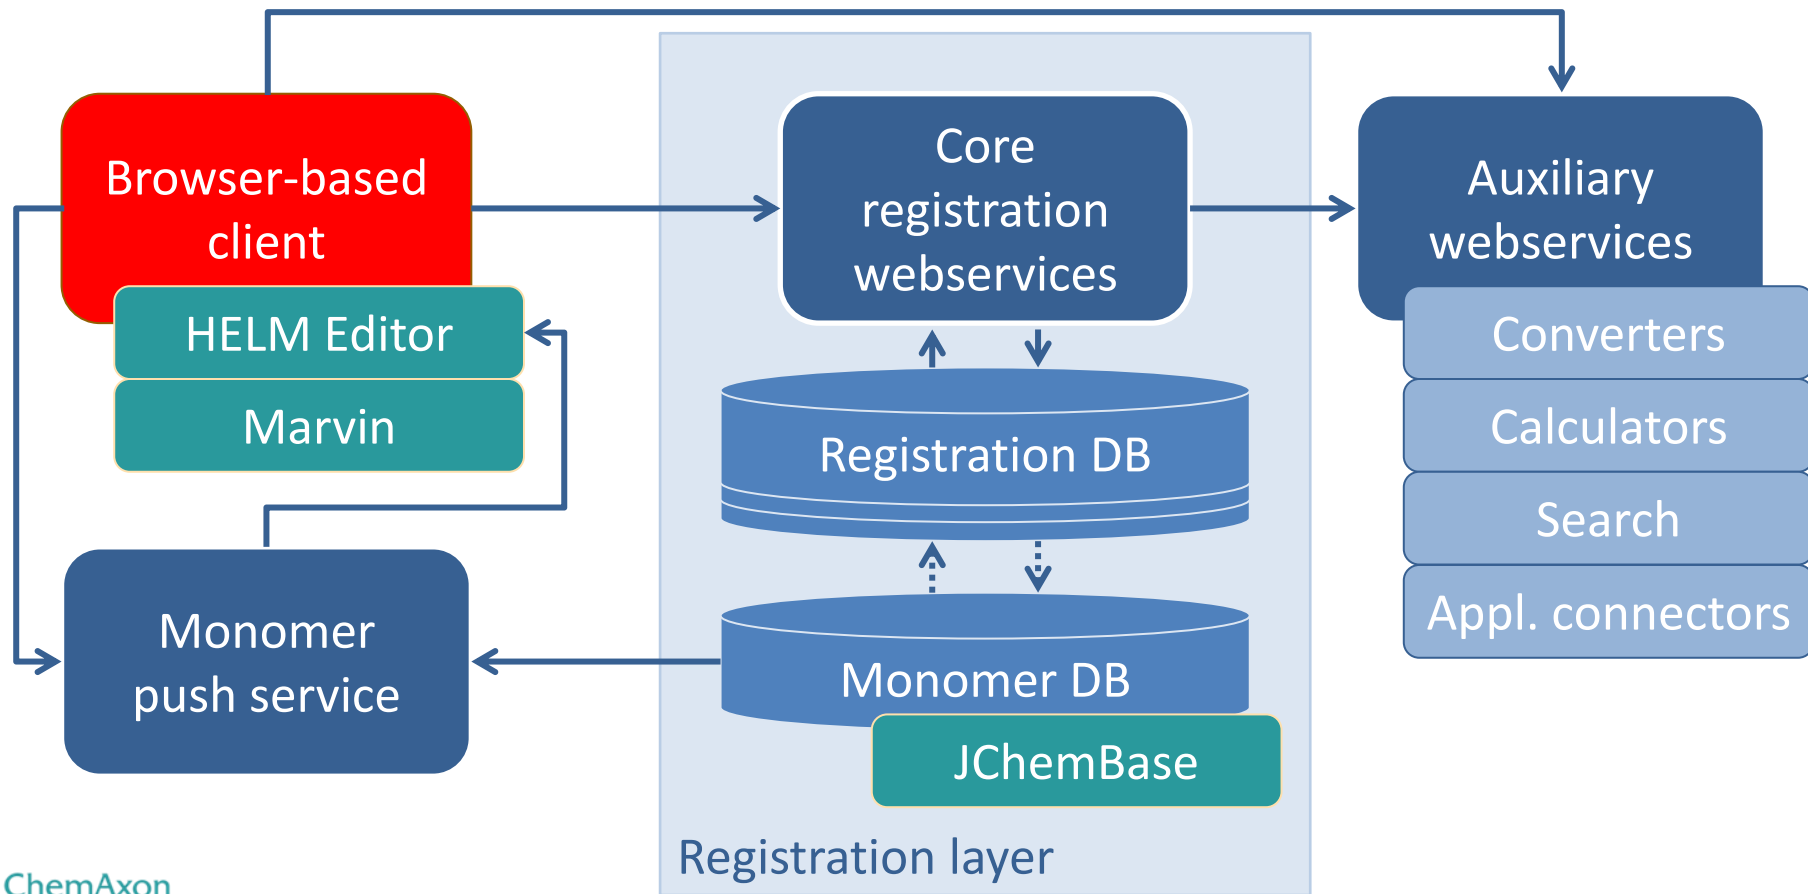 Browser-based
client
HELM Editor
Marvin
Monomer
push service
Core
registration
webservices
Registration DB
Monomer DB
JChemBase
Registration layer
Auxiliary
webservices
Converters
Calculators
Search
Appl. connectors
ChemAxon